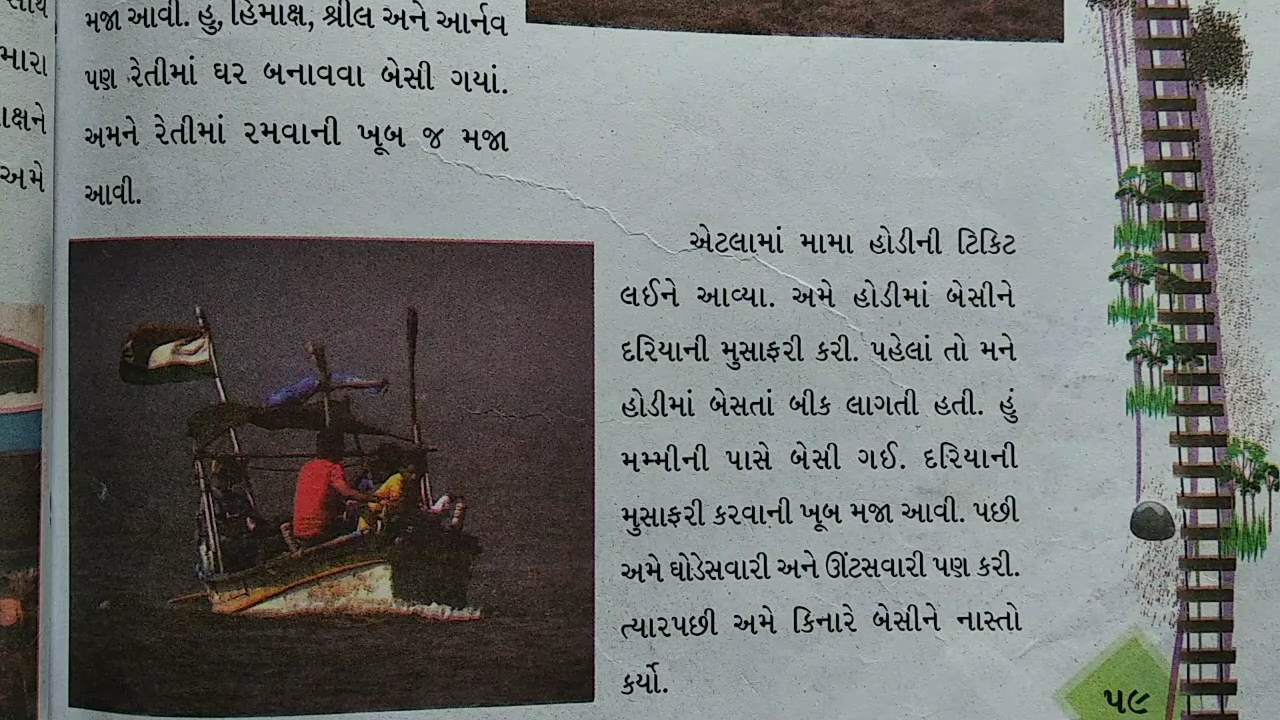 મજા આવી. હું, હિમાક્ષ, શ્રીલ અને આર્નવ
પણ રેતીમાં ઘર બનાવવા બેસી ગયાં.
અમને રેતીમાં રમવાની ખૂબ જ મજા
આવી.
એટલામાં મામા હોડીની ટિકિટ
લઈને આવ્યા. અમે હોડીમાં બેસીને
દરિયાની મુસાફરી કરી. પહેલાં તો મને
હોડીમાં બેસતાં બીક લાગતી હતી. હું
મમ્મીની પાસે બેસી ગઈ. દરિયાની
મુસાફરી કરવાની ખૂબ મજા આવી. પછી
અમે ઘોડેસવારી અને ઊંટસવારી પણ કરી.
ત્યારપછી અમે કિનારે બેસીને નાસ્તો
કર્યો.
૫૯